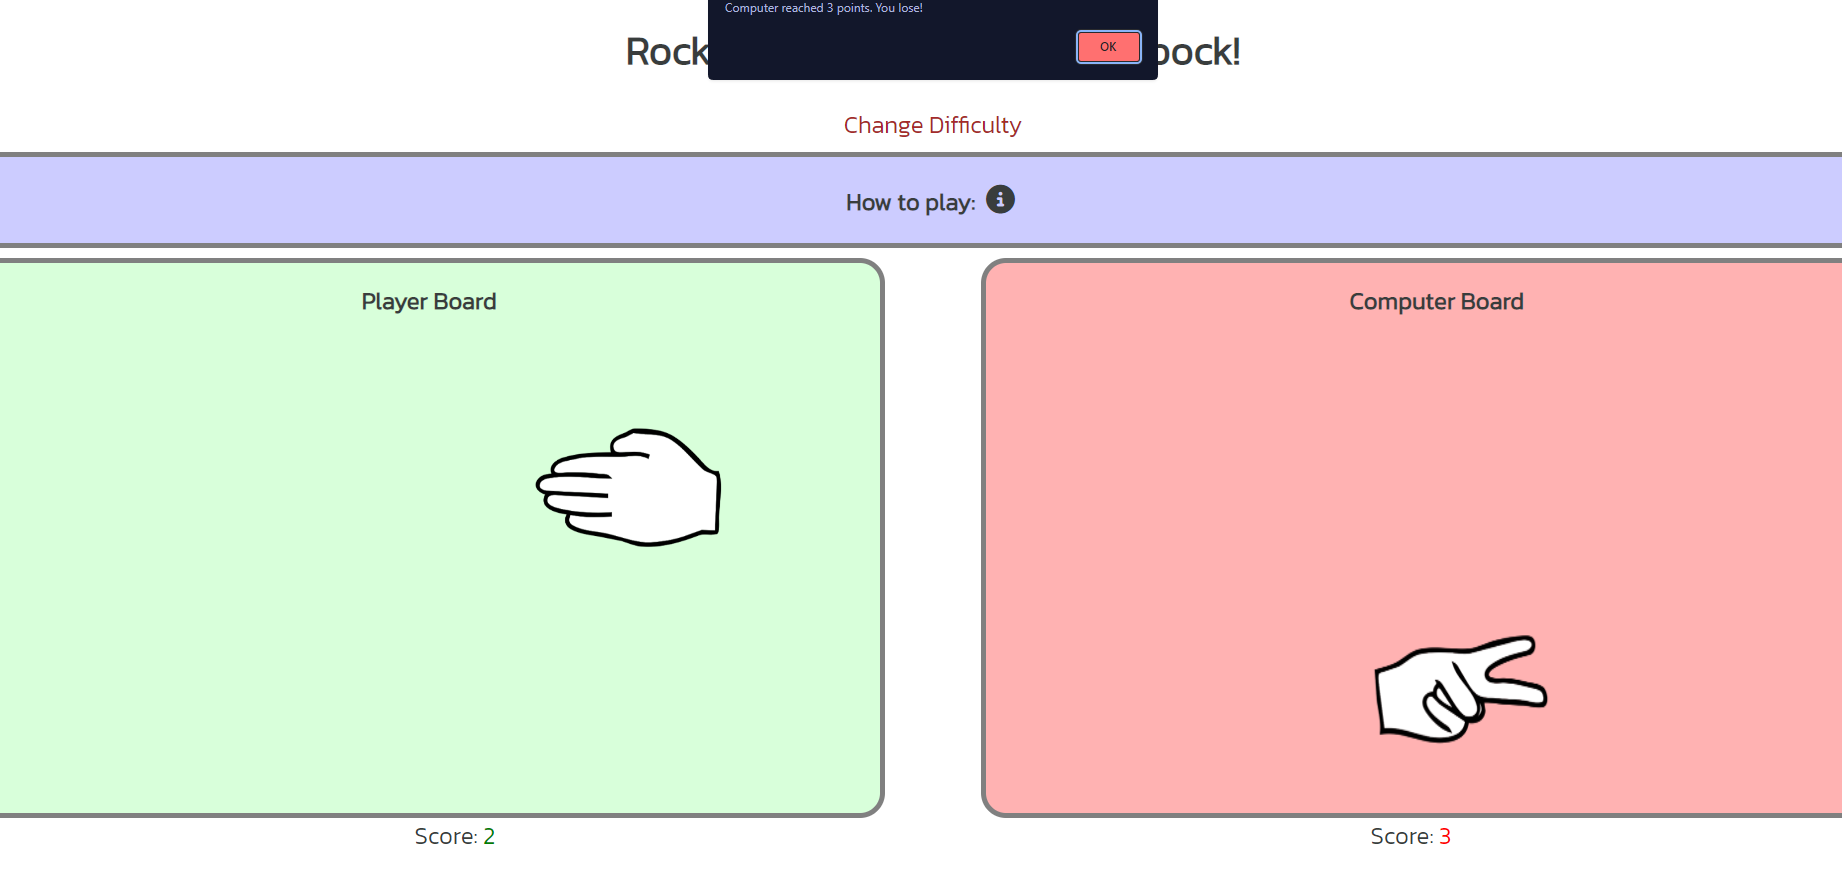 Computer reached 3 points. You lose!
OK
Rock ock!
Change Difficulty
How to play:
Player Board
Computer Board
Score: 2
Score: 3